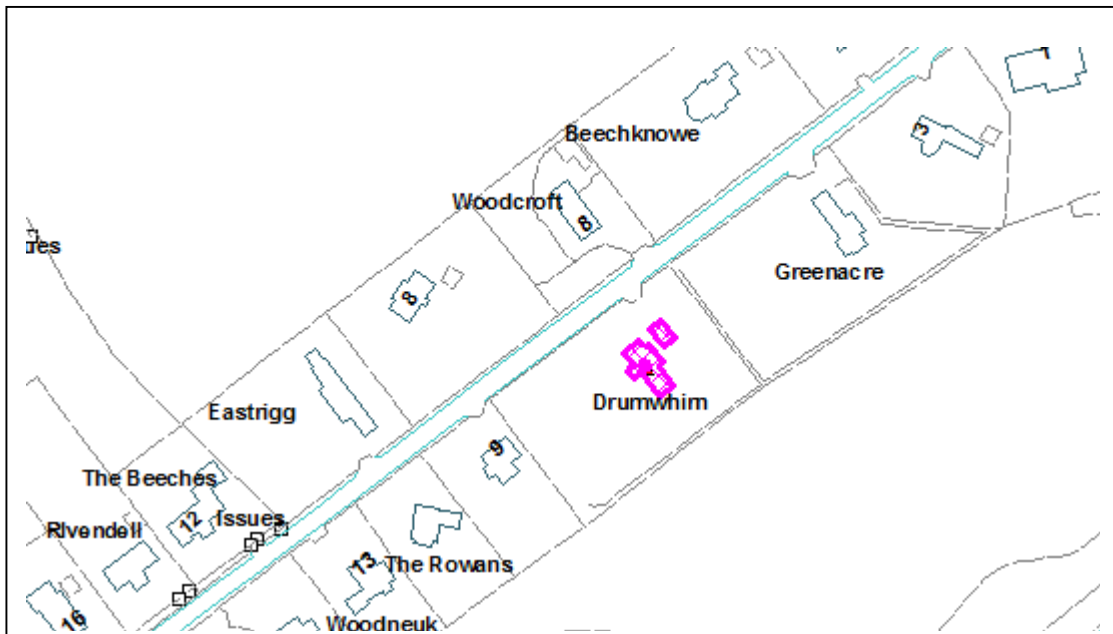 Beechknowe
3
Woodcroft
8
Greenacre
8
Drumwhirn
Eastrigg
9
The Beeches
12
Issues
Rivendell
The Rowans
13
16
Woodneuk